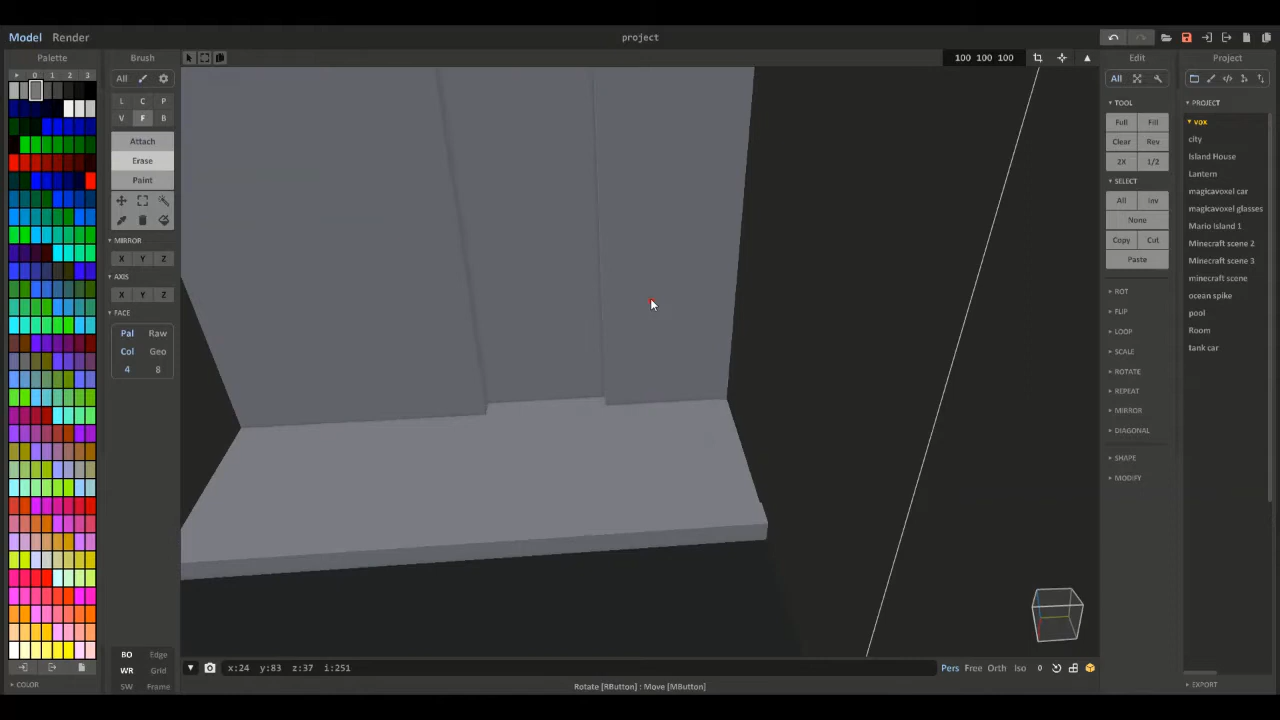 Model Render
project
Palette
Brush
100 100 100
Edit
Project
0 1 2 3
All
All
L C P
V F B
Attach
Erase
Paint
MIRROR
X Y Z
AXIS
X Y Z
FACE
Pal Raw
Col Geo
4 8
TOOL
Full Fill
Clear Rev
2X 1/2
SELECT
All Inv
None
Copy Cut
Paste
ROT
FLIP
LOOP
SCALE
ROTATE
REPEAT
MIRROR
DIAGONAL
SHAPE
MODIFY
PROJECT
vox
city
Island House
Lantern
magicavoxel car
magicavoxel glasses
Mario Island 1
Minecraft scene 2
Minecraft scene 3
minecraft scene
ocean spike
pool
Room
tank car
BO Edge
WR Grid
SW Frame
COLOR
x:24 y:83 z:37 i:251
Pers Free Orth Iso 0
Rotate [RButton] : Move [MButton]
EXPORT